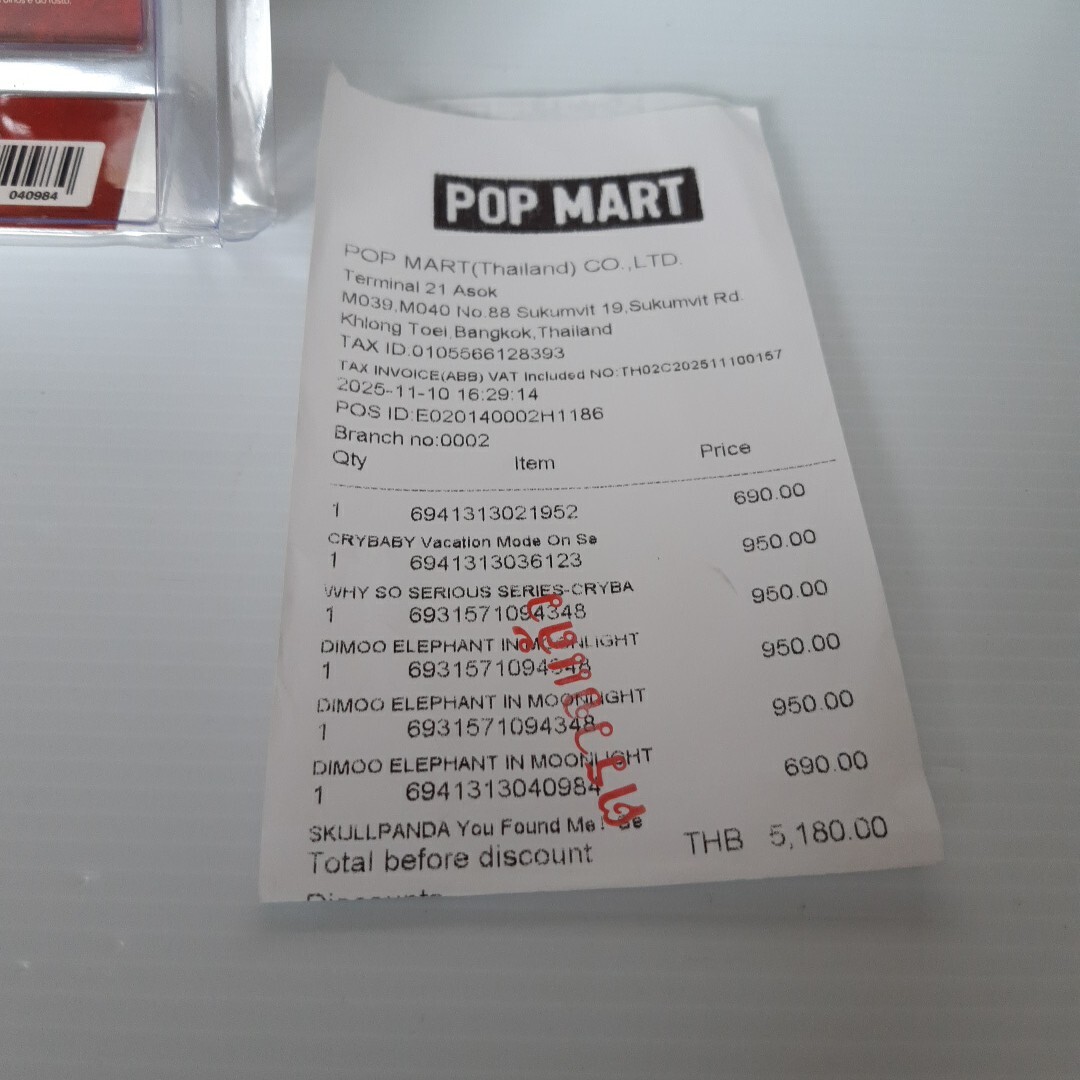 olhos e do rosto.
040984
POP MART
POP MART(Thailand) CO.,LTD.
Terminal 21 Asok
M039,M040 No.88 Sukumvit 19,Sukumvit Rd.
Khlong Toei,Bangkok,Thailand
TAX ID:0105566128393
TAX INVOICE(ABB) VAT Included NO:TH02C202511100157
2025-11-10 16:29:14
POS ID:E020140002H1186
Branch no:0002
Qty Item Price
1 6941313021952 690.00
CRYBABY Vacation Mode On Se
1 6941313036123 950.00
WHY SO SERIOUS SERIES-CRYBA
1 6931571094348 950.00
DIMOO ELEPHANT IN MOONLIGHT
1 6931571094348 950.00
DIMOO ELEPHANT IN MOONLIGHT
1 6931571094348 950.00
DIMOO ELEPHANT IN MOONLIGHT
1 6941313040984 690.00
SKULLPANDA You Found Me!
Total before discount THB 5,180.00